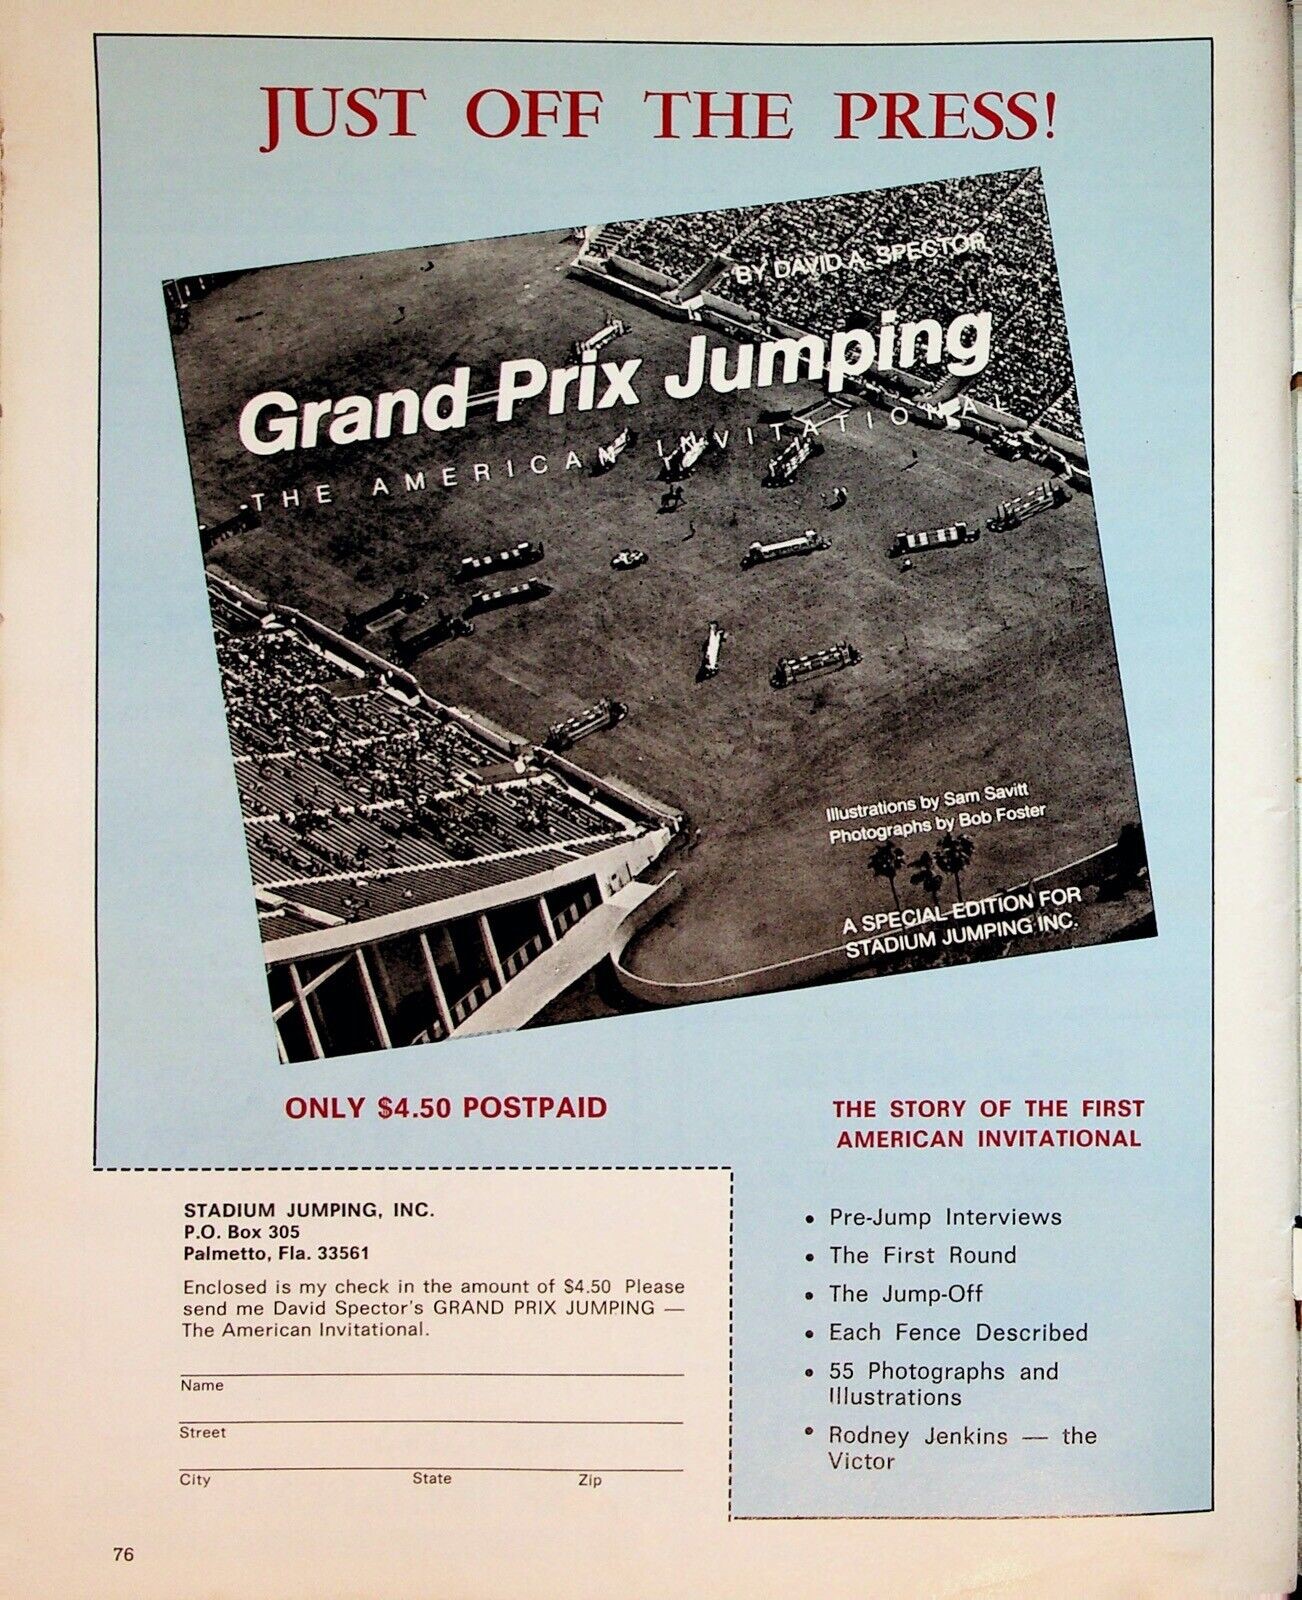 JUST OFF THE PRESS!
BY DAVID A. SPECTOR
Grand Prix Jumping
THE AMERICAN INVITATIONAL
Illustrations by Sam Savitt
Photographs by Bob Foster
A SPECIAL EDITION FOR
STADIUM JUMPING INC.
ONLY $4.50 POSTPAID
THE STORY OF THE FIRST
AMERICAN INVITATIONAL
STADIUM JUMPING, INC.
P.O. Box 305
Palmetto, Fla. 33561
Enclosed is my check in the amount of $4.50 Please
send me David Spector's GRAND PRIX JUMPING —
The American Invitational.
Name
Street
City State Zip
• Pre-Jump Interviews
• The First Round
• The Jump-Off
• Each Fence Described
• 55 Photographs and
Illustrations
• Rodney Jenkins — the
Victor
76